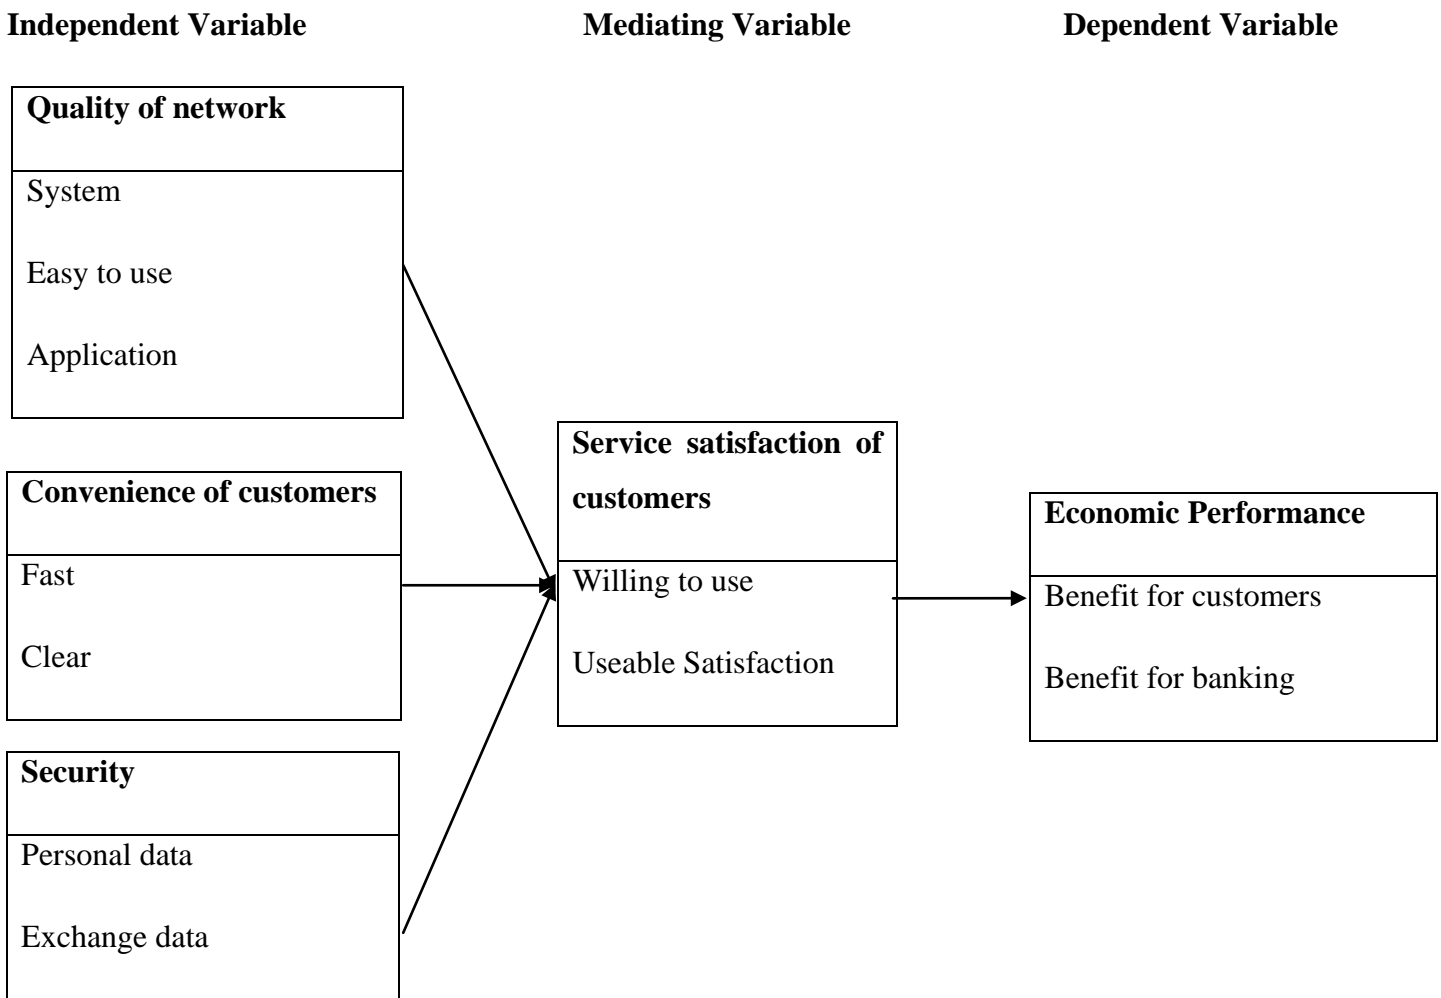 Independent Variable
Mediating Variable
Dependent Variable
Quality of network
System
Easy to use
Application
Convenience of customers
Fast
Clear
Security
Personal data
Exchange data
Service satisfaction of
customers
Willing to use
Useable Satisfaction
Economic Performance
Benefit for customers
Benefit for banking